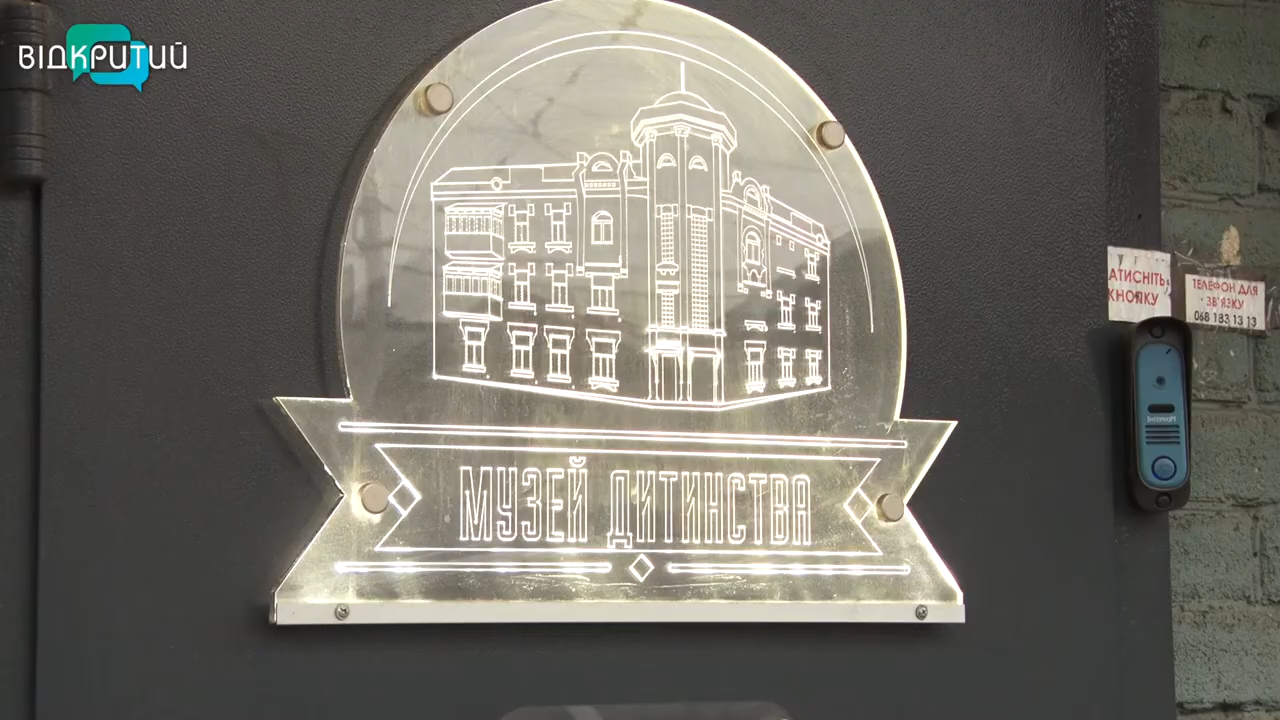 ВІДКРИТИЙ
МУЗЕЙ ДИТИНСТВА
АТИСНІТЬ
КНОПКУ
ТЕЛЕФОН ДЛЯ
ЗВ'ЯЗКУ
068 183 13 13